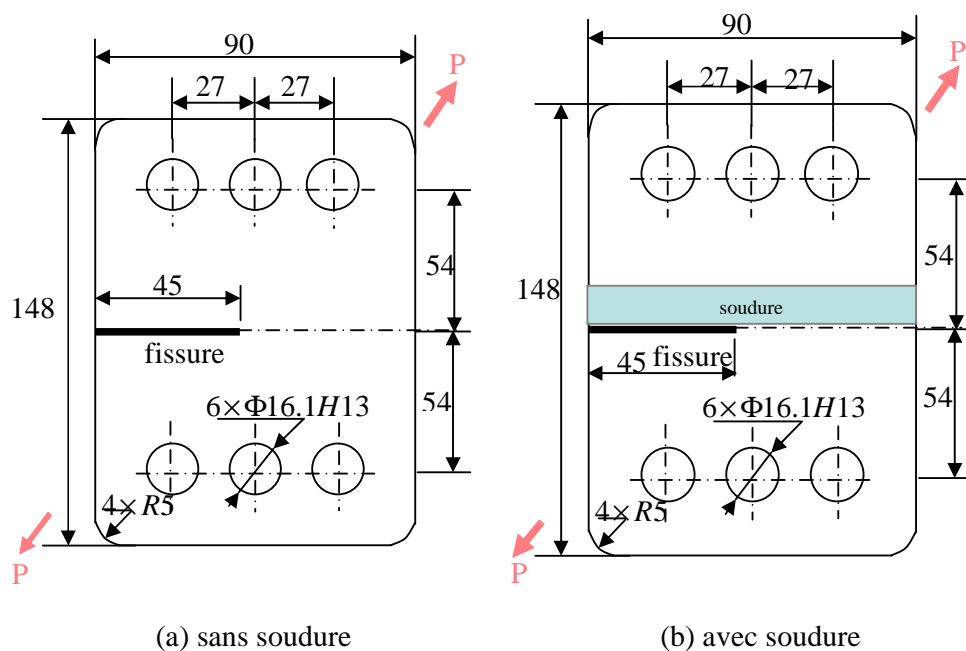 90
P
27
27
54
148
45
fissure
54
6×Φ16.1H13
4×R5
P
(a) sans soudure
90
P
27
27
54
148
soudure
fissure
45
54
6×Φ16.1H13
4×R5
P
(b) avec soudure